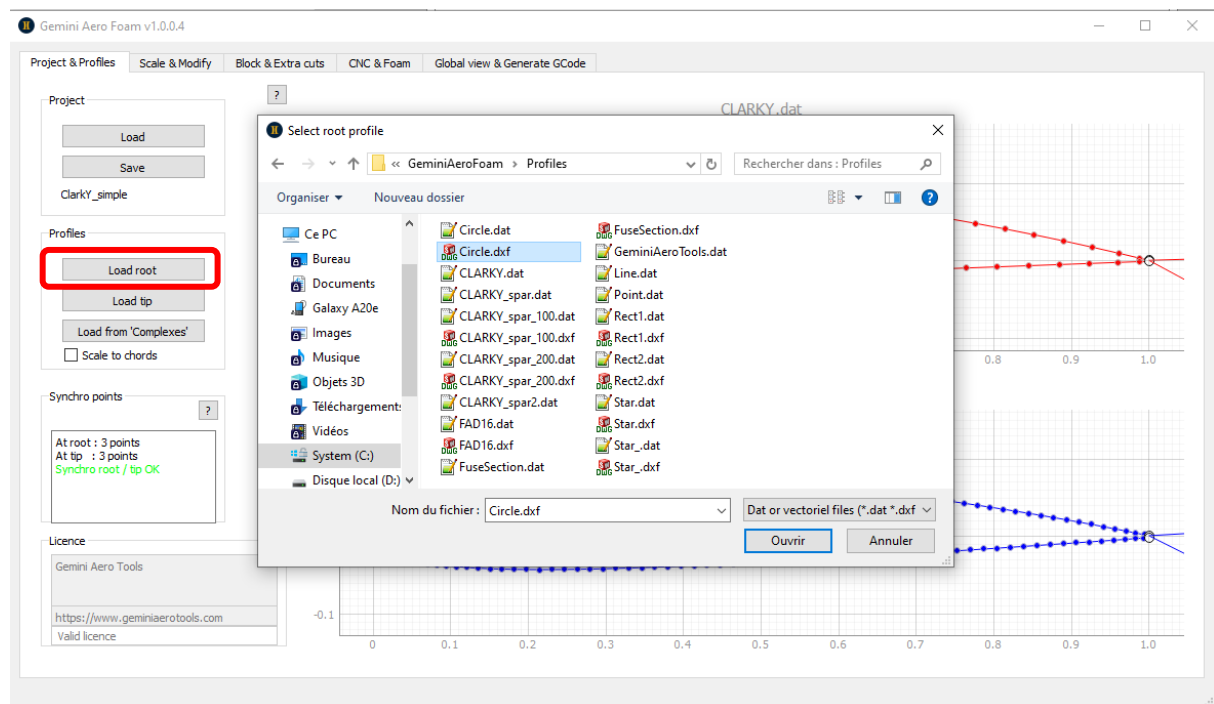 Gemini Aero Foam v1.0.0.4
Project & Profiles
Scale & Modify
Block & Extra cuts
CNC & Foam
Global view & Generate GCode
Project
Load
Save
ClarkY_simple
Profiles
Load root
Load tip
Load from 'Complexes'
Scale to chords
Synchro points
?
At root : 3 points
At tip : 3 points
Synchro root / tip OK
Licence
Gemini Aero Tools
https://www.geminiaerotools.com
Valid licence
?
CLARKY.dat
Select root profile
« GeminiAeroFoam > Profiles
Rechercher dans : Profiles
Organiser
Nouveau dossier
?
Ce PC
Bureau
Documents
Galaxy A20e
Images
Musique
Objets 3D
Téléchargements
Vidéos
System (C:)
Disque local (D:)
Circle.dat
Circle.dxf
CLARKY.dat
CLARKY_spar.dat
CLARKY_spar_100.dat
CLARKY_spar_100.dxf
CLARKY_spar_200.dat
CLARKY_spar_200.dxf
CLARKY_spar2.dat
FAD16.dat
FAD16.dxf
FuseSection.dat
FuseSection.dxf
GeminiAeroTools.dat
Line.dat
Point.dat
Rect1.dat
Rect1.dxf
Rect2.dat
Rect2.dxf
Star.dat
Star.dxf
Star_.dat
Star_.dxf
Nom du fichier : Circle.dxf
Dat or vectoriel files (*.dat *.dxf
Ouvrir
Annuler
0.8 0.9 1.0
-0.1
0 0.1 0.2 0.3 0.4 0.5 0.6 0.7 0.8 0.9 1.0